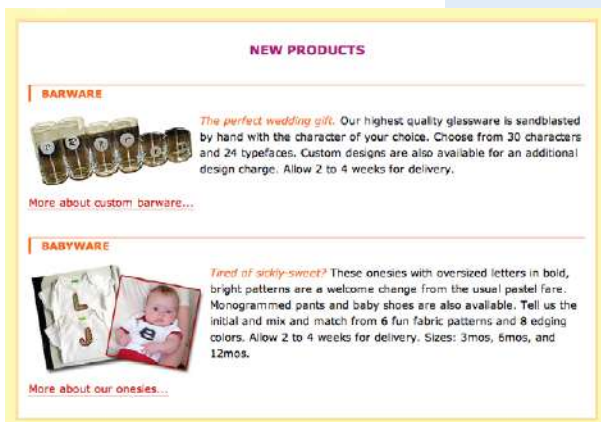 NEW PRODUCTS
BARWARE
The perfect wedding gift. Our highest quality glassware is sandblasted
by hand with the character of your choice. Choose from 30 characters
and 24 typefaces. Custom designs are also available for an additional
design charge. Allow 2 to 4 weeks for delivery.
More about custom barware...
BABYWARE
Tired of sickly-sweet? These onesies with oversized letters in bold,
bright patterns are a welcome change from the usual pastel fare.
Monogrammed pants and baby shoes are also available. Tell us the
initial and mix and match from 6 fun fabric patterns and 8 edging
colors. Allow 2 to 4 weeks for delivery. Sizes: 3mos, 6mos, and
12mos.
L
J
More about our onesies...